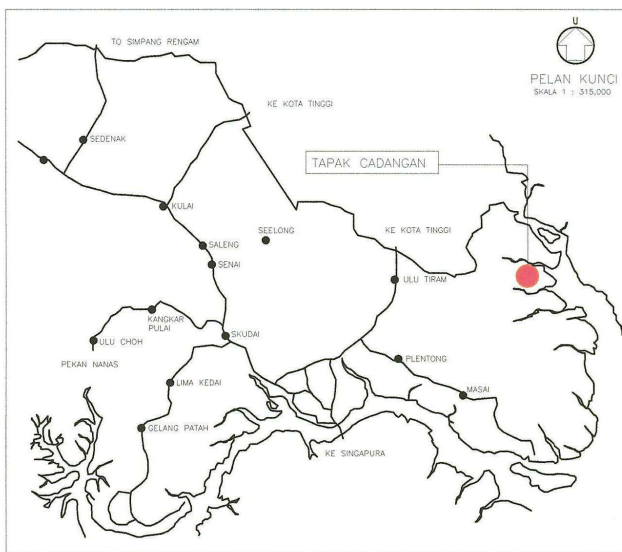 TO SIMPANG RENGAM
U
PELAN KUNCI
SKALA 1 : 315,000
KE KOTA TINGGI
SEDENAK
TAPAK CADANGAN
KULAI
SEELONG
KE KOTA TINGGI
SALENG
SENAI
ULU TIRAM
KANGKAR
PULAI
SKUDAI
ULU CHOH
PEKAN NANAS
PLENTONG
LIMA KEDAI
MASAI
GELANG PATAH
KE SINGAPURA